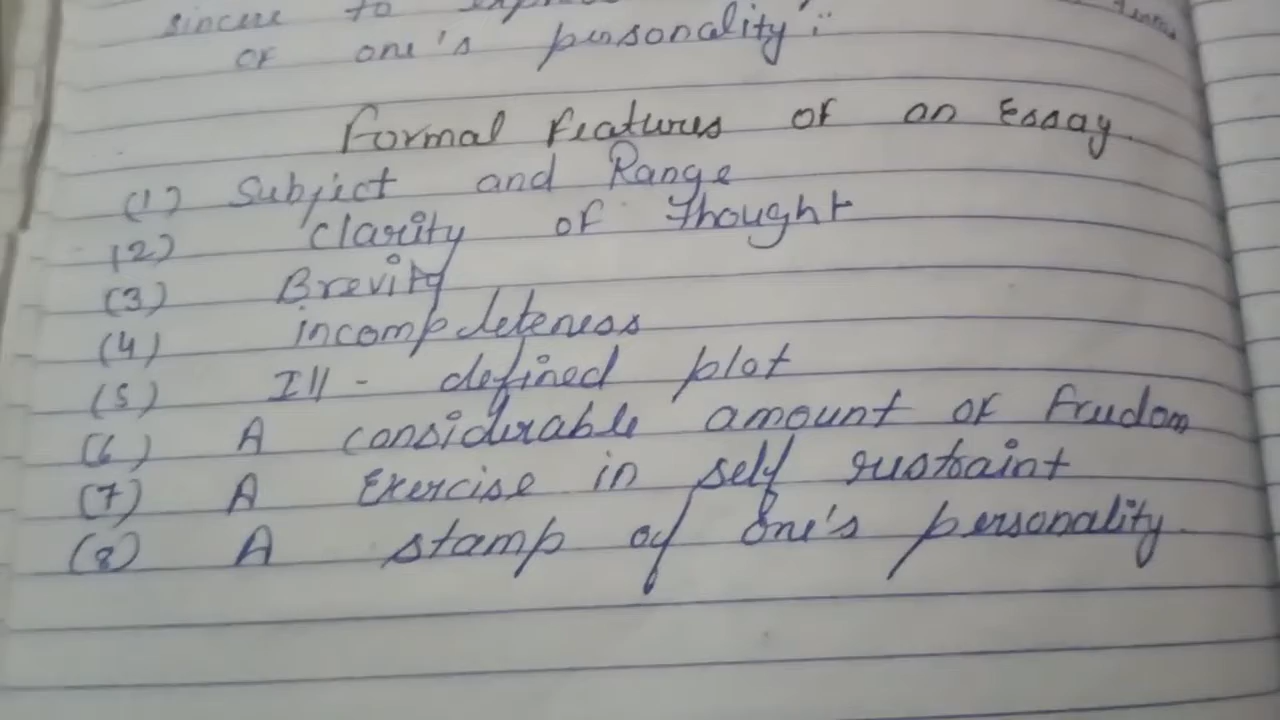 sincere to
of one's personality :-
Formal Features of an Essay.
(1) Subject and Range
(2) Clarity of Thought
(3) Brevity
(4) incompleteness
(5) Ill - defined plot
(6) A considerable amount of Freedom
(7) A Exercise in self restraint
(8) A stamp of one's personality.